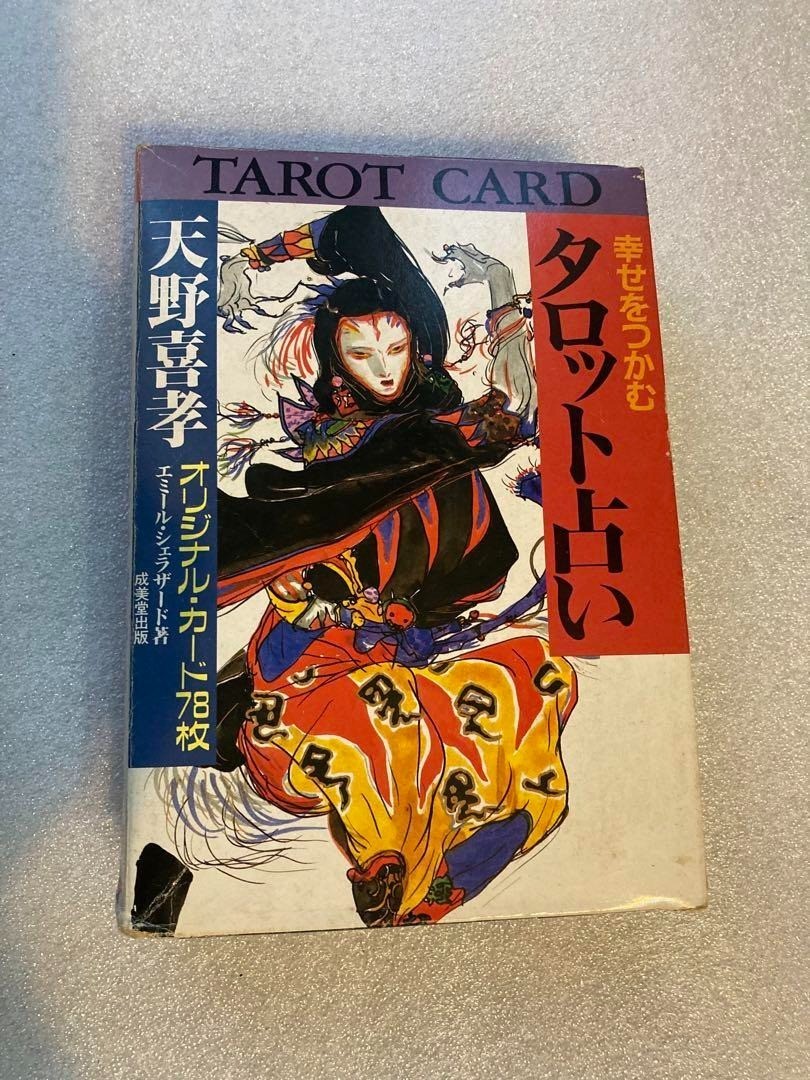 TAROT CARD
幸せをつかむ
タロット占い
天野喜孝
オリジナル・カード78枚
エミール・シェラザード著
成美堂出版